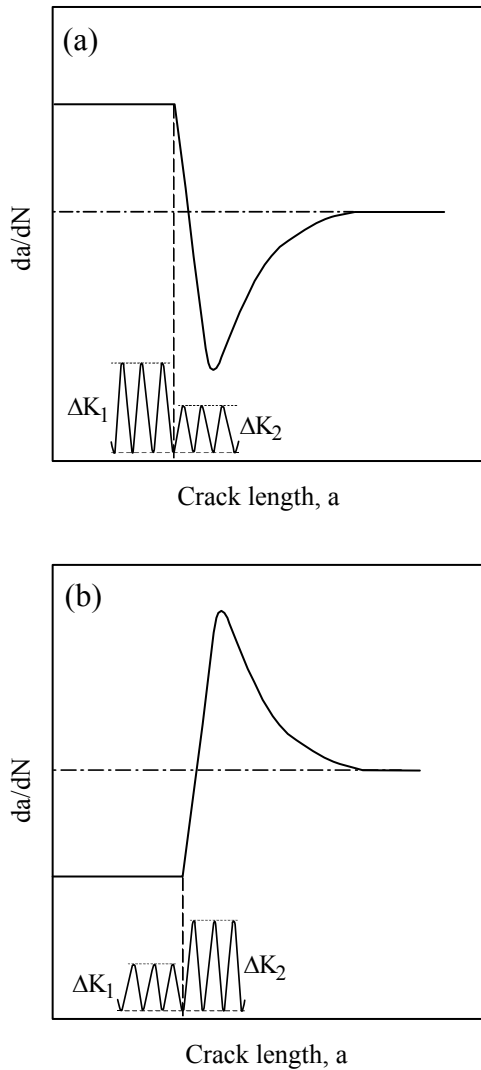 (a)
da/dN
ΔK1
ΔK2
Crack length, a
(b)
da/dN
ΔK1
ΔK2
Crack length, a